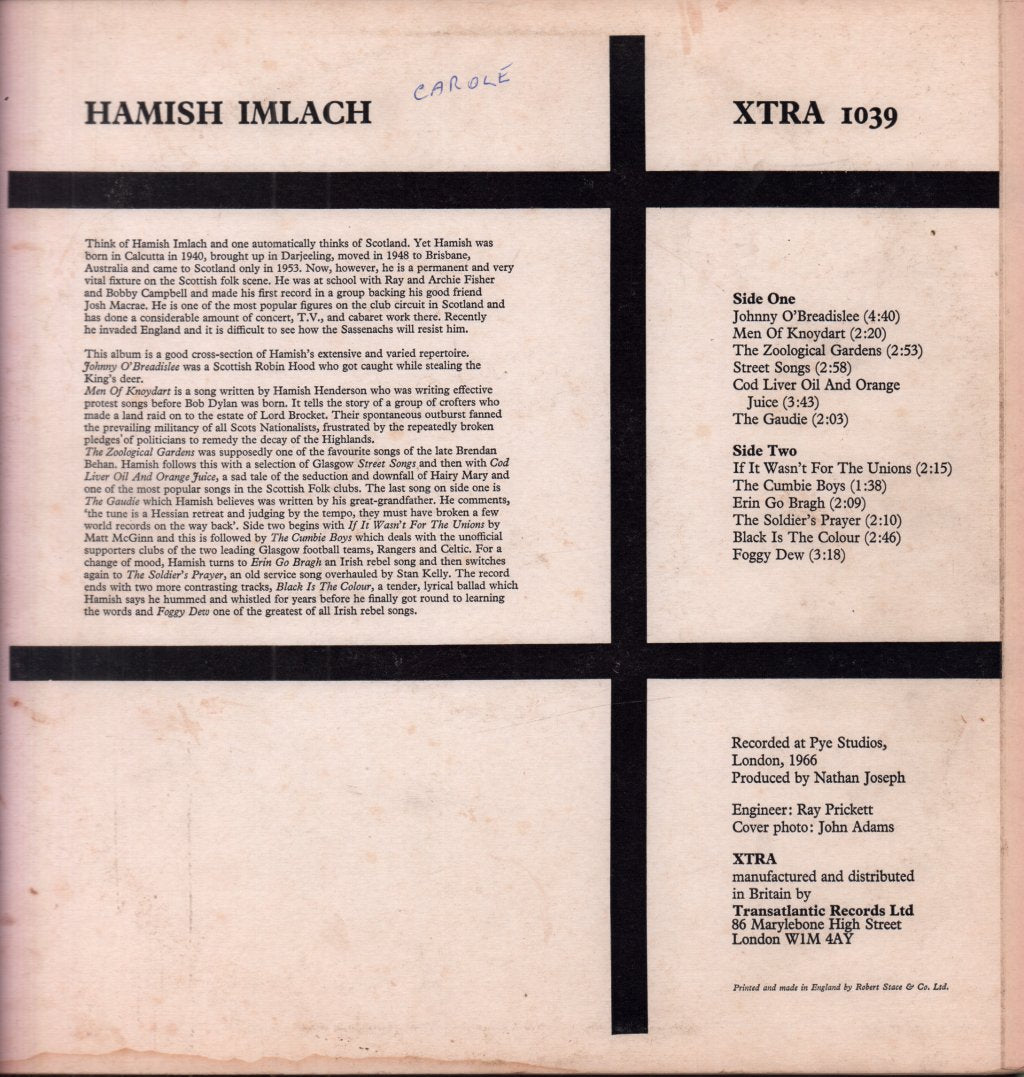 HAMISH IMLACH
CAROLE
XTRA 1039
Think of Hamish Imlach and one automatically thinks of Scotland. Yet Hamish was
born in Calcutta in 1940, brought up in Darjeeling, moved in 1948 to Brisbane,
Australia and came to Scotland only in 1953. Now, however, he is a permanent and very
vital fixture on the Scottish folk scene. He was at school with Ray and Archie Fisher
and Bobby Campbell and made his first record in a group backing his good friend
Josh Macrae. He is one of the most popular figures on the club circuit in Scotland and
has done a considerable amount of concert, T.V., and cabaret work there. Recently
he invaded England and it is difficult to see how the Sassenachs will resist him.
This album is a good cross-section of Hamish's extensive and varied repertoire.
Johnny O'Breadislee was a Scottish Robin Hood who got caught while stealing the
King's deer.
Men Of Knoydart is a song written by Hamish Henderson who was writing effective
protest songs before Bob Dylan was born. It tells the story of a group of crofters who
made a land raid on to the estate of Lord Brocket. Their spontaneous outburst fanned
the prevailing militancy of all Scots Nationalists, frustrated by the repeatedly broken
pledges of politicians to remedy the decay of the Highlands.
The Zoological Gardens was supposedly one of the favourite songs of the late Brendan
Behan. Hamish follows this with a selection of Glasgow Street Songs and then with Cod
Liver Oil And Orange Juice, a sad tale of the seduction and downfall of Hairy Mary and
one of the most popular songs in the Scottish Folk clubs. The last song on side one is
The Gaudie which Hamish believes was written by his great-grandfather. He comments,
'the tune is a Hessian retreat and judging by the tempo, they must have broken a few
world records on the way back'. Side two begins with If It Wasn't For The Unions by
Matt McGinn and this is followed by The Cumbie Boys which deals with the unofficial
supporters clubs of the two leading Glasgow football teams, Rangers and Celtic. For a
change of mood, Hamish turns to Erin Go Bragh an Irish rebel song and then switches
again to The Soldier's Prayer, an old service song overhauled by Stan Kelly. The record
ends with two more contrasting tracks, Black Is The Colour, a tender, lyrical ballad which
Hamish says he hummed and whistled for years before he finally got round to learning
the words and Foggy Dew one of the greatest of all Irish rebel songs.
Side One
Johnny O'Breadislee (4:40)
Men Of Knoydart (2:20)
The Zoological Gardens (2:53)
Street Songs (2:58)
Cod Liver Oil And Orange
Juice (3:43)
The Gaudie (2:03)
Side Two
If It Wasn't For The Unions (2:15)
The Cumbie Boys (1:38)
Erin Go Bragh (2:09)
The Soldier's Prayer (2:10)
Black Is The Colour (2:46)
Foggy Dew (3:18)
Recorded at Pye Studios,
London, 1966
Produced by Nathan Joseph
Engineer: Ray Prickett
Cover photo: John Adams
XTRA
manufactured and distributed
in Britain by
Transatlantic Records Ltd
86 Marylebone High Street
London W1M 4AY
Printed and made in England by Robert Stace & Co. Ltd.